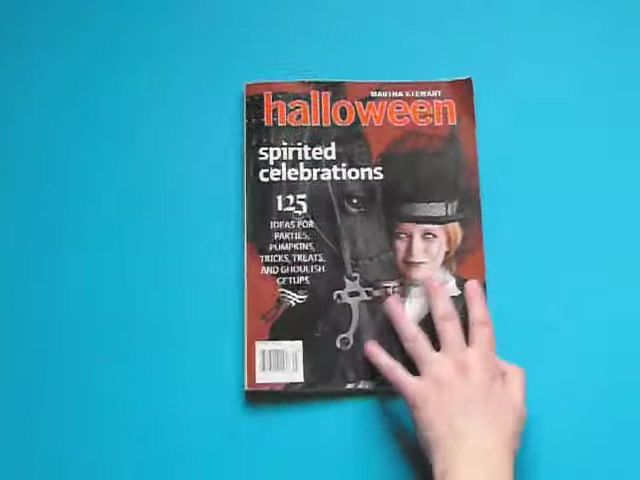 MARTHA STEWART
halloween
spirited
celebrations
125
IDEAS FOR
PARTIES,
PUMPKINS,
TRICKS, TREATS,
AND GHOULISH
GETUPS